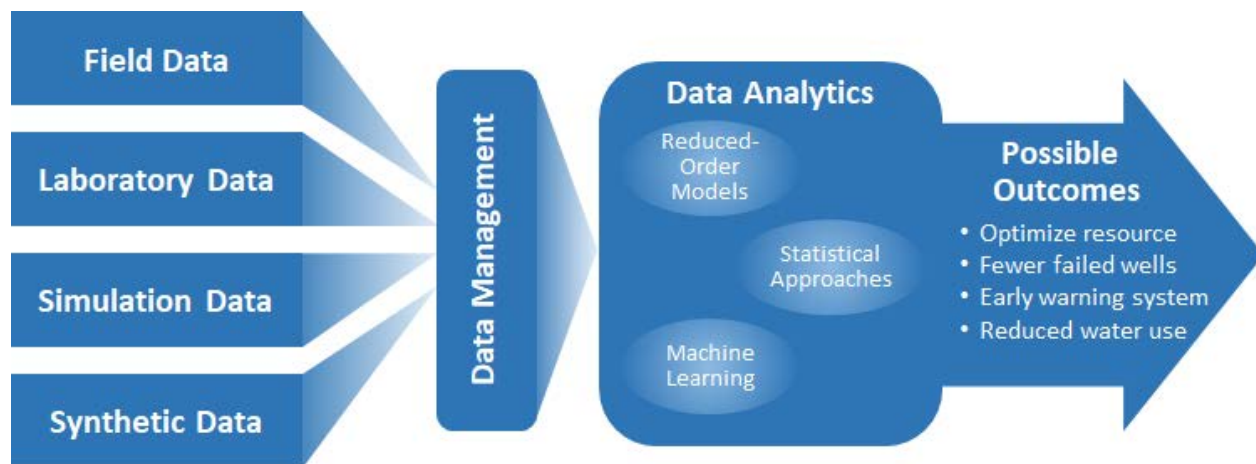 Field Data
Laboratory Data
Simulation Data
Synthetic Data
Data Management
Data Analytics
Reduced-
Order
Models
Statistical
Approaches
Machine
Learning
Possible
Outcomes
• Optimize resource
• Fewer failed wells
• Early warning system
• Reduced water use